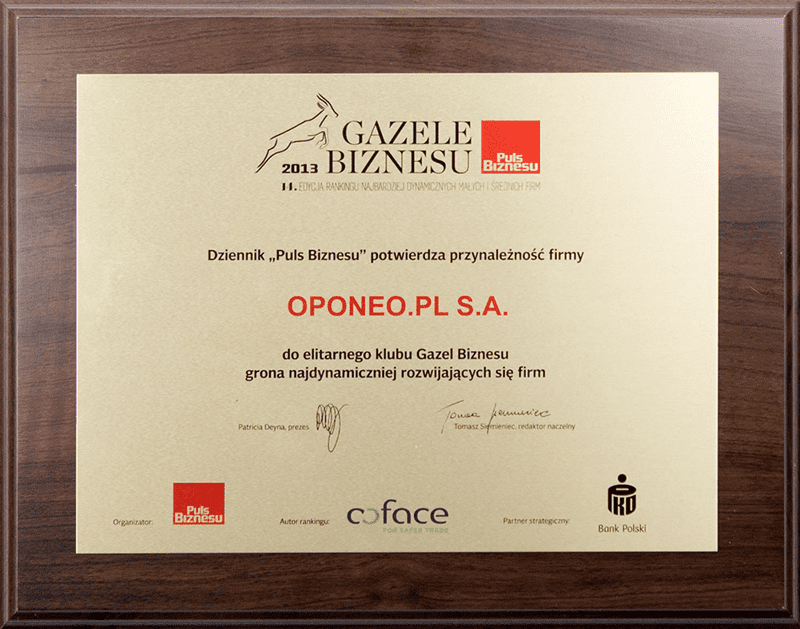 GAZELE
2013 BIZNESU
Puls
Biznesu
14. EDYCJA RANKINGU NAJBARDZIEJ DYNAMICZNYCH MAŁYCH I ŚREDNICH FIRM
Dziennik „Puls Biznesu” potwierdza przynależność firmy
OPONEO.PL S.A.
do elitarnego klubu Gazel Biznesu
grona najdynamiczniej rozwijających się firm
Patricia Deyna, prezes
Tomasz Siemieniec, redaktor naczelny
Organizator:
Puls
Biznesu
Autor rankingu:
coface
FOR SAFER TRADE
Partner strategiczny:
PKO
Bank Polski